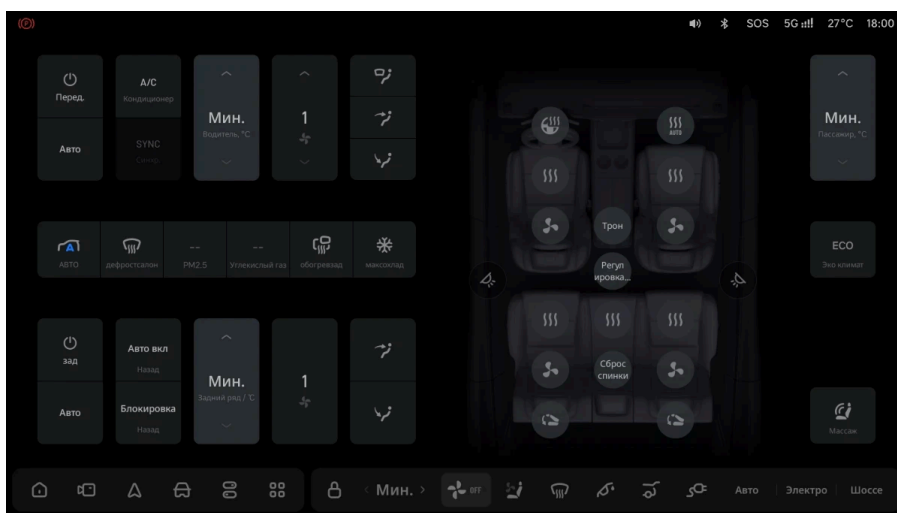 (P)
SOS 5G 27°C 18:00
Перед.
Авто
A/C
Кондиционер
SYNC
Синхр.
Мин.
Водитель, °C
1
AUTO
Мин.
Пассажир, °C
Трон
Регул
ировка...
A
АВТО
дефростсалон
--
PM2.5
--
Углекислый газ
обогревзад
максохлад
ECO
Эко климат
зад
Авто
Авто вкл
Назад
Блокировка
Назад
Мин.
Задний ряд / °C
1
Сброс
спинки
Массаж
Мин. OFF Авто Электро Шоссе